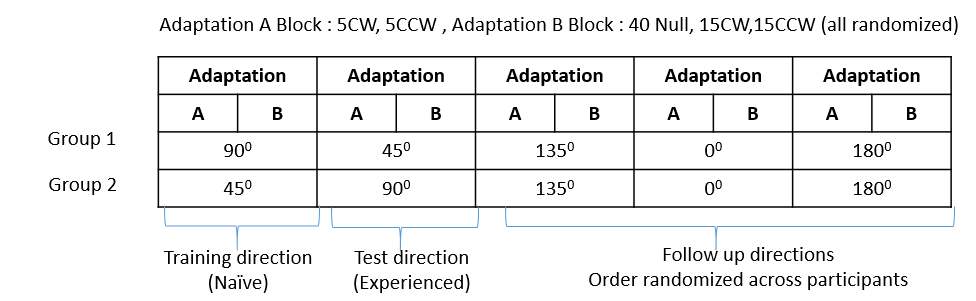 Adaptation A Block : 5CW, 5CCW , Adaptation B Block : 40 Null, 15CW,15CCW (all randomized)
Adaptation Adaptation Adaptation Adaptation Adaptation
A B A B A B A B A B
Group 1 90⁰ 45⁰ 135⁰ 0⁰ 180⁰
Group 2 45⁰ 90⁰ 135⁰ 0⁰ 180⁰
Training direction Test direction Follow up directions
(Naïve) (Experienced) Order randomized across participants